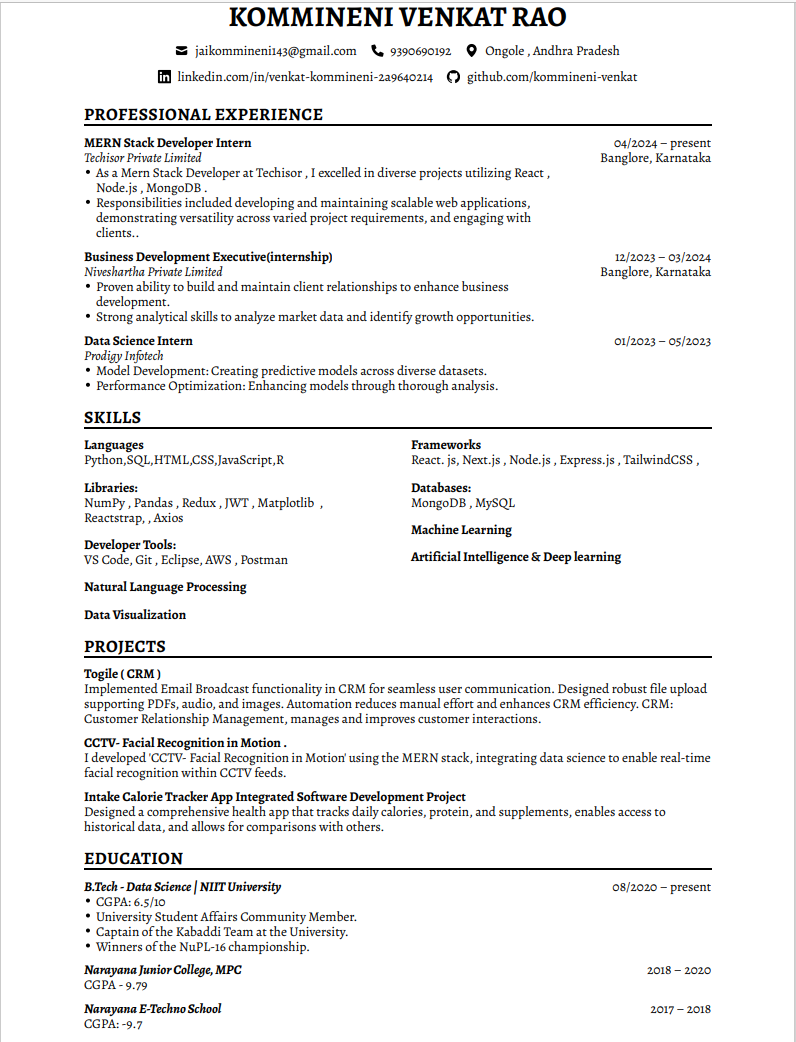 KOMMINENI VENKAT RAO
jaikommineni143@gmail.com 9390690192 Ongole , Andhra Pradesh
linkedin.com/in/venkat-kommineni-2a9640214 github.com/kommineni-venkat
PROFESSIONAL EXPERIENCE
MERN Stack Developer Intern 04/2024 – present
Techisor Private Limited Banglore, Karnataka
• As a Mern Stack Developer at Techisor , I excelled in diverse projects utilizing React ,
Node.js , MongoDB .
• Responsibilities included developing and maintaining scalable web applications,
demonstrating versatility across varied project requirements, and engaging with
clients..
Business Development Executive(internship) 12/2023 – 03/2024
Niveshartha Private Limited Banglore, Karnataka
• Proven ability to build and maintain client relationships to enhance business
development.
• Strong analytical skills to analyze market data and identify growth opportunities.
Data Science Intern 01/2023 – 05/2023
Prodigy Infotech
• Model Development: Creating predictive models across diverse datasets.
• Performance Optimization: Enhancing models through thorough analysis.
SKILLS
Languages
Python,SQL,HTML,CSS,JavaScript,R
Frameworks
React. js, Next.js , Node.js , Express.js , TailwindCSS ,
Libraries:
NumPy , Pandas , Redux , JWT , Matplotlib ,
Reactstrap, , Axios
Databases:
MongoDB , MySQL
Machine Learning
Developer Tools:
VS Code, Git , Eclipse, AWS , Postman
Artificial Intelligence & Deep learning
Natural Language Processing
Data Visualization
PROJECTS
Togile ( CRM )
Implemented Email Broadcast functionality in CRM for seamless user communication. Designed robust file upload
supporting PDFs, audio, and images. Automation reduces manual effort and enhances CRM efficiency. CRM:
Customer Relationship Management, manages and improves customer interactions.
CCTV- Facial Recognition in Motion .
I developed 'CCTV- Facial Recognition in Motion' using the MERN stack, integrating data science to enable real-time
facial recognition within CCTV feeds.
Intake Calorie Tracker App Integrated Software Development Project
Designed a comprehensive health app that tracks daily calories, protein, and supplements, enables access to
historical data, and allows for comparisons with others.
EDUCATION
B.Tech - Data Science | NIIT University 08/2020 – present
• CGPA: 6.5/10
• University Student Affairs Community Member.
• Captain of the Kabaddi Team at the University.
• Winners of the NuPL-16 championship.
Narayana Junior College, MPC 2018 – 2020
CGPA - 9.79
Narayana E-Techno School 2017 – 2018
CGPA: -9.7